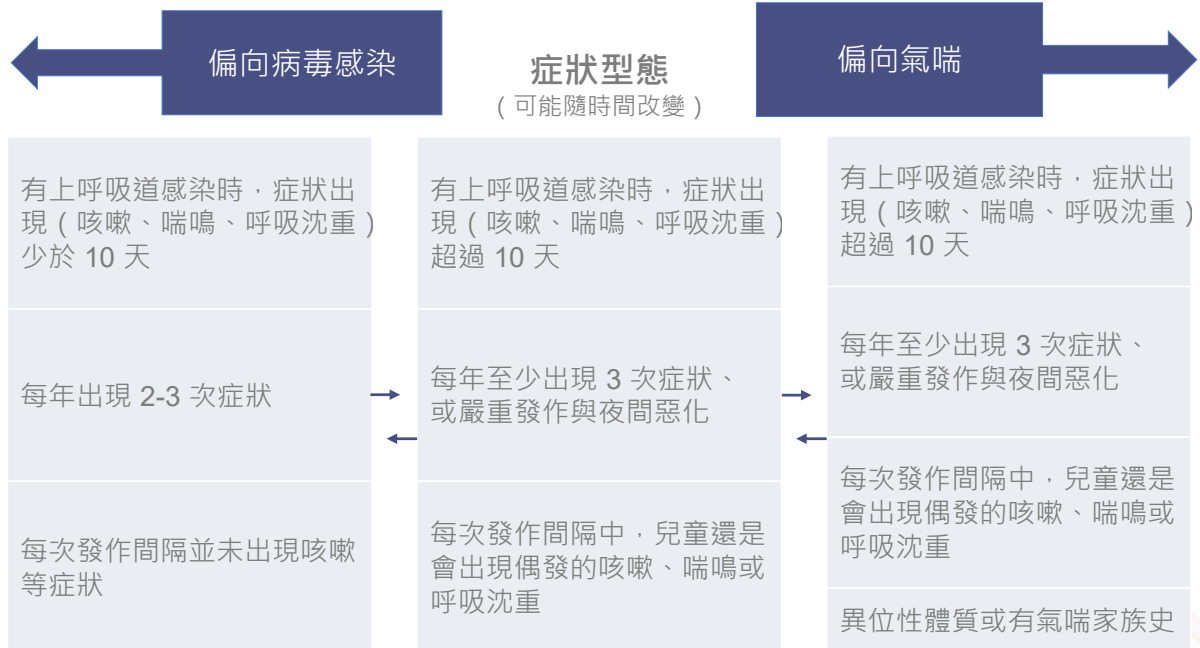 偏向病毒感染
症狀型態
（可能隨時間改變）
偏向氣喘
有上呼吸道感染時，症狀出
現（咳嗽、喘鳴、呼吸沈重）
少於 10 天
每年出現 2-3 次症狀
每次發作間隔並未出現咳嗽
等症狀
有上呼吸道感染時，症狀出
現（咳嗽、喘鳴、呼吸沈重）
超過 10 天
每年至少出現 3 次症狀、
或嚴重發作與夜間惡化
每次發作間隔中，兒童還是
會出現偶發的咳嗽、喘鳴或
呼吸沈重
有上呼吸道感染時，症狀出
現（咳嗽、喘鳴、呼吸沈重）
超過 10 天
每年至少出現 3 次症狀、
或嚴重發作與夜間惡化
每次發作間隔中，兒童還是
會出現偶發的咳嗽、喘鳴或
呼吸沈重
異位性體質或有氣喘家族史